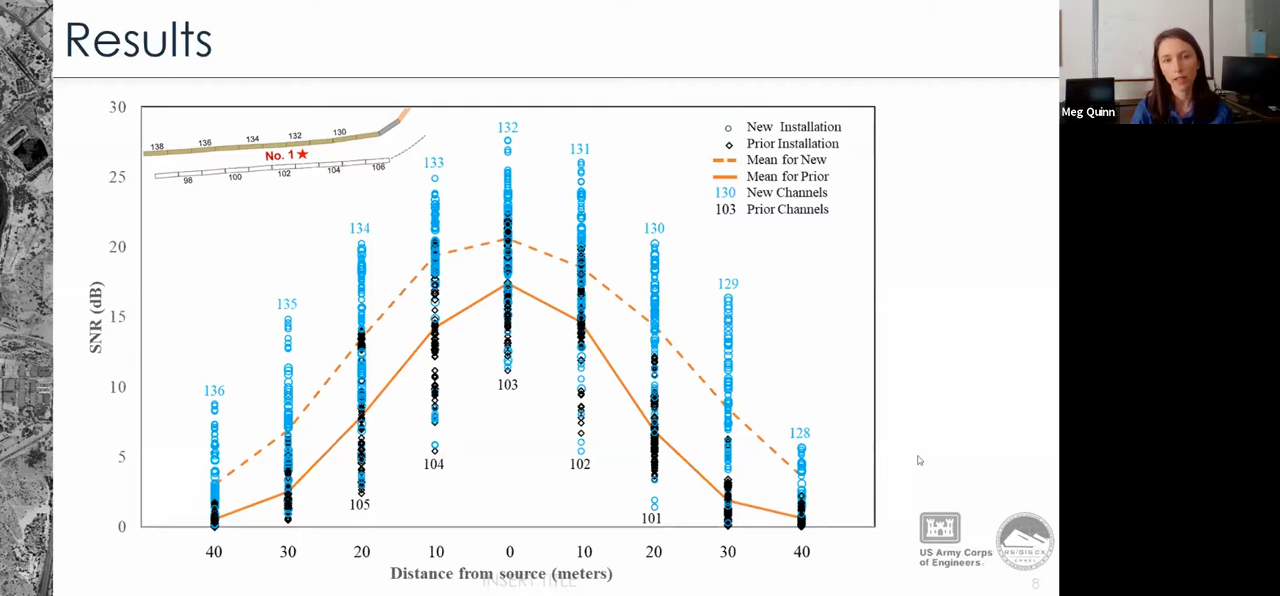 Results
Meg Quinn
SNR (dB)
30
25
20
15
10
5
0
138 136 134 132 130
No. 1★
98 100 102 104 106
New Installation
Prior Installation
Mean for New
Mean for Prior
130 New Channels
103 Prior Channels
136
135
134
133
132
131
130
129
128
105
104
103
102
101
40 30 20 10 0 10 20 30 40
Distance from source (meters)
INSERT TITLE
US Army Corps
of Engineers
8